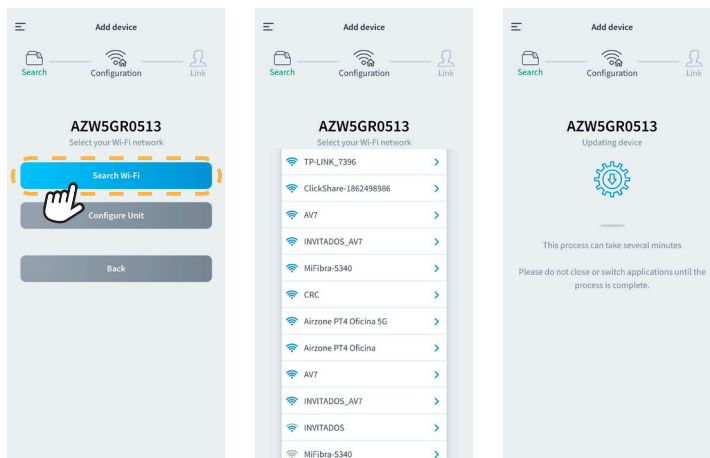 Add device
Search
Configuration
Link
AZW5GR0513
Select your Wi-Fi network
Search Wi-Fi
Configure Unit
Back
Add device
Search
Configuration
Link
AZW5GR0513
Select your Wi-Fi network
TP-LINK_7396
ClickShare-1862498986
AV7
INVITADOS_AV7
MiFibra-5340
CRC
Airzone PT4 Oficina 5G
Airzone PT4 Oficina
AV7
INVITADOS_AV7
INVITADOS
MiFibra-5340
Add device
Search
Configuration
Link
AZW5GR0513
Updating device
This process can take several minutes
Please do not close or switch applications until the
process is complete.